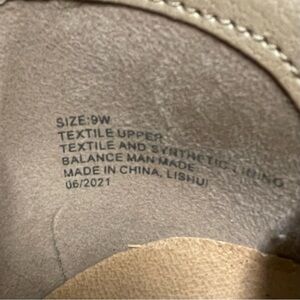 SIZE:9W
TEXTILE UPPER
TEXTILE AND SYNTHETIC LINING
BALANCE MAN MADE
MADE IN CHINA, LISHUI
06/2021